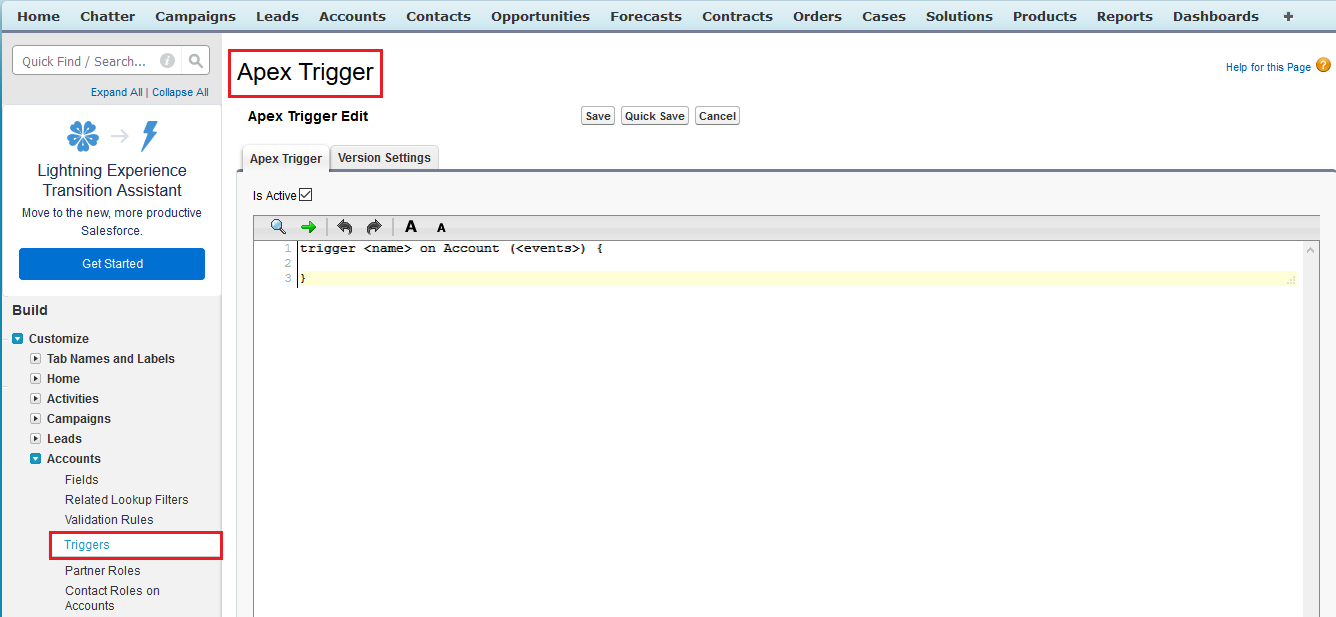 Home Chatter Campaigns Leads Accounts Contacts Opportunities Forecasts Contracts Orders Cases Solutions Products Reports Dashboards +
Quick Find / Search...
Expand All | Collapse All
Lightning Experience
Transition Assistant
Move to the new, more productive
Salesforce.
Get Started
Build
Customize
Tab Names and Labels
Home
Activities
Campaigns
Leads
Accounts
Fields
Related Lookup Filters
Validation Rules
Triggers
Partner Roles
Contact Roles on
Accounts
Apex Trigger
Help for this Page ?
Apex Trigger Edit
Save Quick Save Cancel
Apex Trigger Version Settings
Is Active
A A
1 trigger <name> on Account (<events>) {
2
3 }